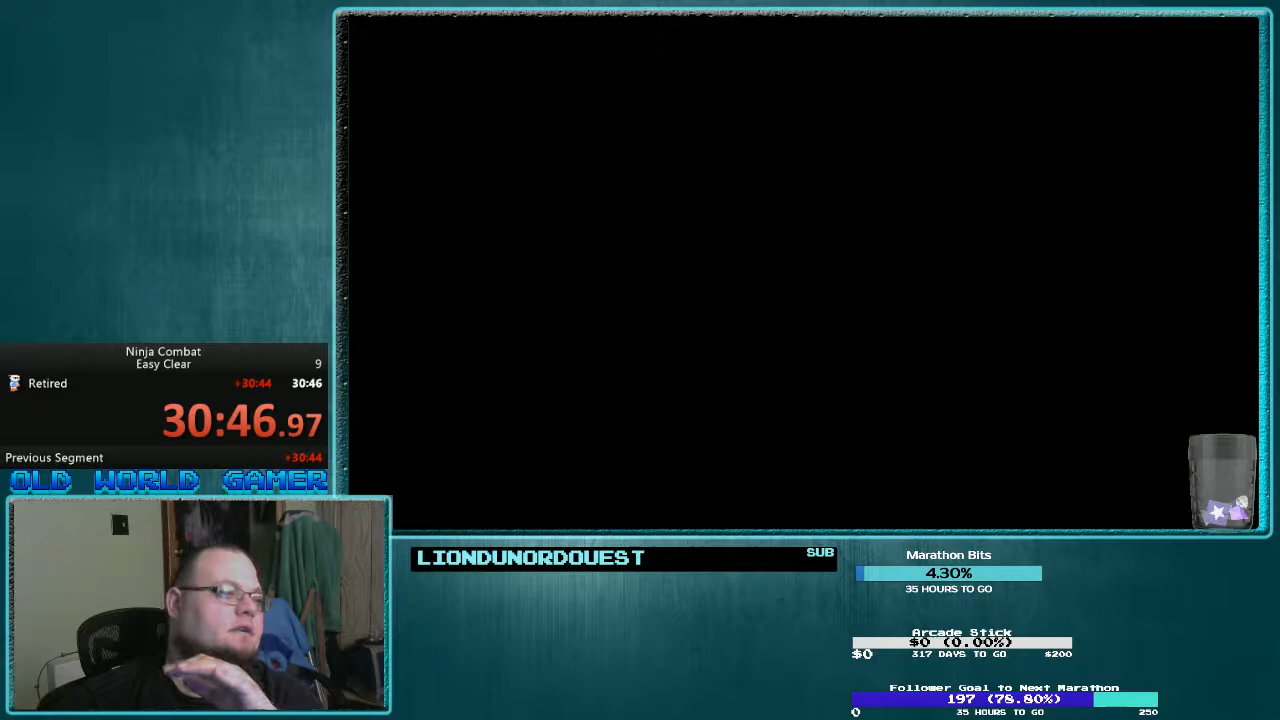 Ninja Combat
Easy Clear 9
Retired +30:44 30:46
30:46.97
Previous Segment +30:44
OLD WORLD GAMER
LIONDUNORDOUEST SUB
Marathon Bits
4.30%
35 HOURS TO GO
Arcade Stick
$0 (0.00%)
$0 317 DAYS TO GO $200
Follower Goal to Next Marathon
197 (78.80%)
0 35 HOURS TO GO 250